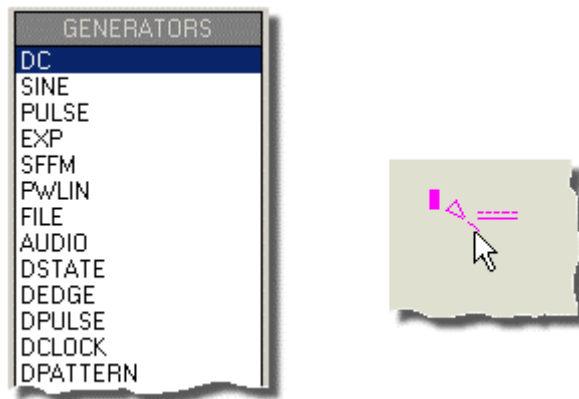 GENERATORS
DC
SINE
PULSE
EXP
SFFM
PWLIN
FILE
AUDIO
DSTATE
DEDGE
DPULSE
DCLOCK
DPATTERN